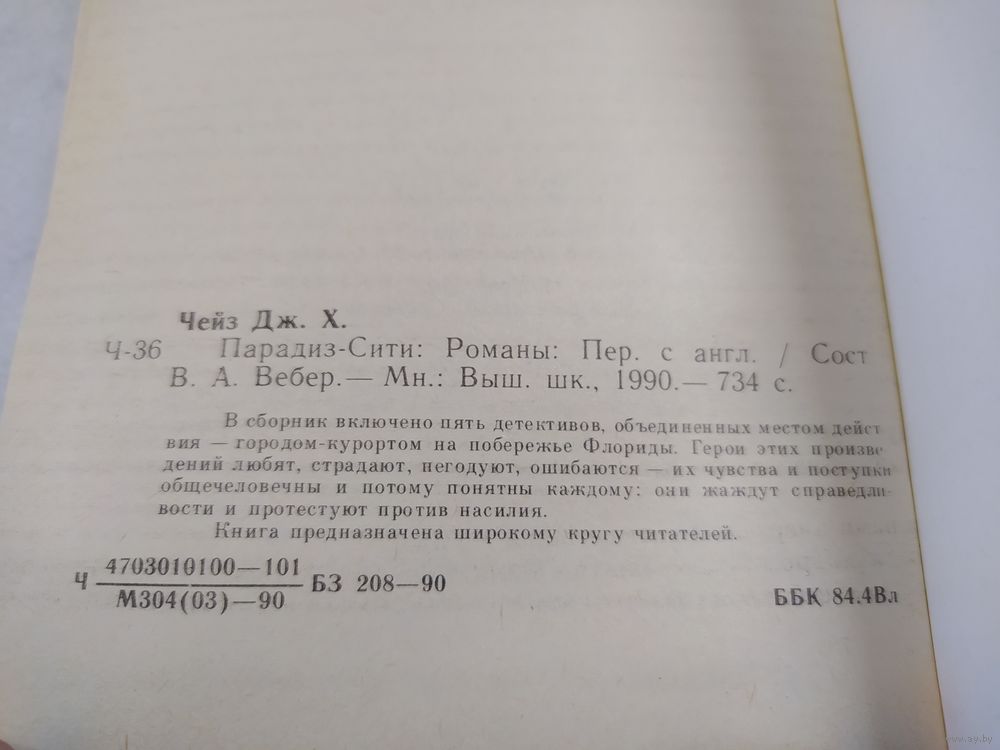 Чейз Дж. Х.
Ч-36 Парадиз-Сити: Романы: Пер. с англ. / Сост
В. А. Вебер.— Мн.: Выш. шк., 1990.— 734 с.
В сборник включено пять детективов, объединенных местом дейст
вия — городом-курортом на побережье Флориды. Герои этих произве
дений любят, страдают, негодуют, ошибаются — их чувства и поступки
общечеловечны и потому понятны каждому: они жаждут справедли-
вости и протестуют против насилия.
Книга предназначена широкому кругу читателей.
Ч 4703010100—101 БЗ 208—90
М304(03)—90
ББК 84.4Вл
www.ay.by